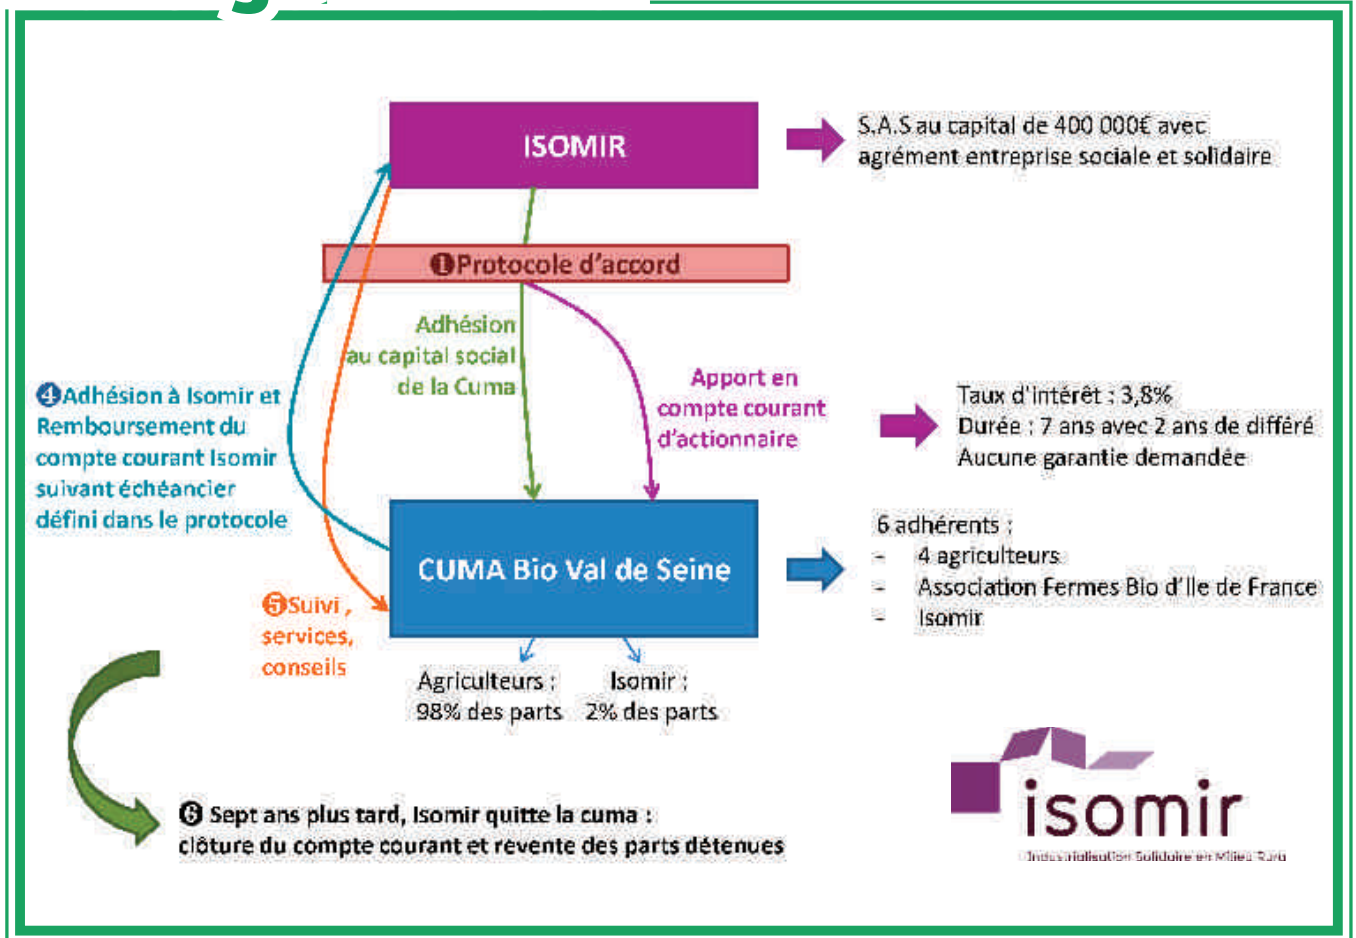 ISOMIR
S.A.S au capital de 400 000€ avec
agrément entreprise sociale et solidaire
❶Protocole d'accord
Adhésion
au capital social
de la Cuma
Apport en
compte courant
d'actionnaire
Taux d'intérêt : 3,8%
Durée : 7 ans avec 2 ans de différé
Aucune garantie demandée
❹Adhésion à Isomir et
Remboursement du
compte courant Isomir
suivant échéancier
défini dans le protocole
CUMA Bio Val de Seine
6 adhérents :
- 4 agriculteurs
- Association Fermes Bio d'Ile de France
- Isomir
❺Suivi,
services,
conseils
Agriculteurs :
98% des parts
Isomir :
2% des parts
❻ Sept ans plus tard, Isomir quitte la cuma :
clôture du compte courant et revente des parts détenues
isomir
Industrialisation Solidaire en Milieu Rural